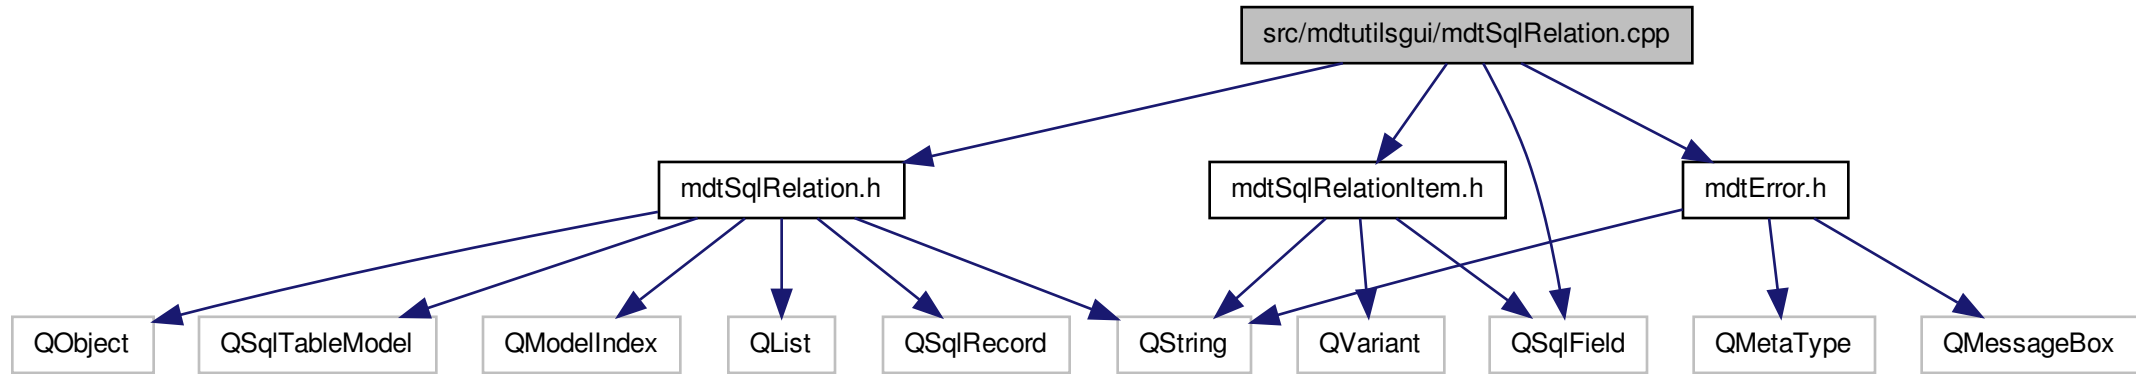 src/mdtutilsgui/mdtSqlRelation.cpp
mdtSqlRelation.h
mdtSqlRelationItem.h
mdtError.h
QObject
QSqlTableModel
QModelIndex
QList
QSqlRecord
QString
QVariant
QSqlField
QMetaType
QMessageBox